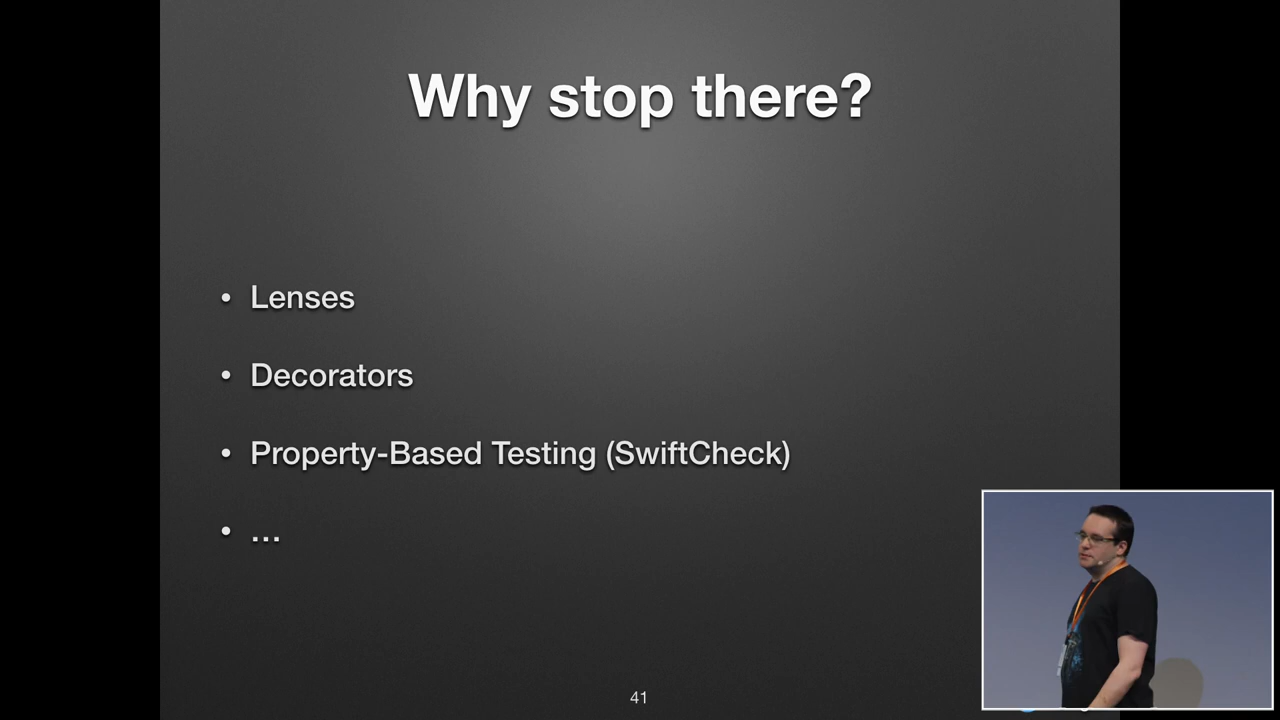 Why stop there?
• Lenses
• Decorators
• Property-Based Testing (SwiftCheck)
• ...
41